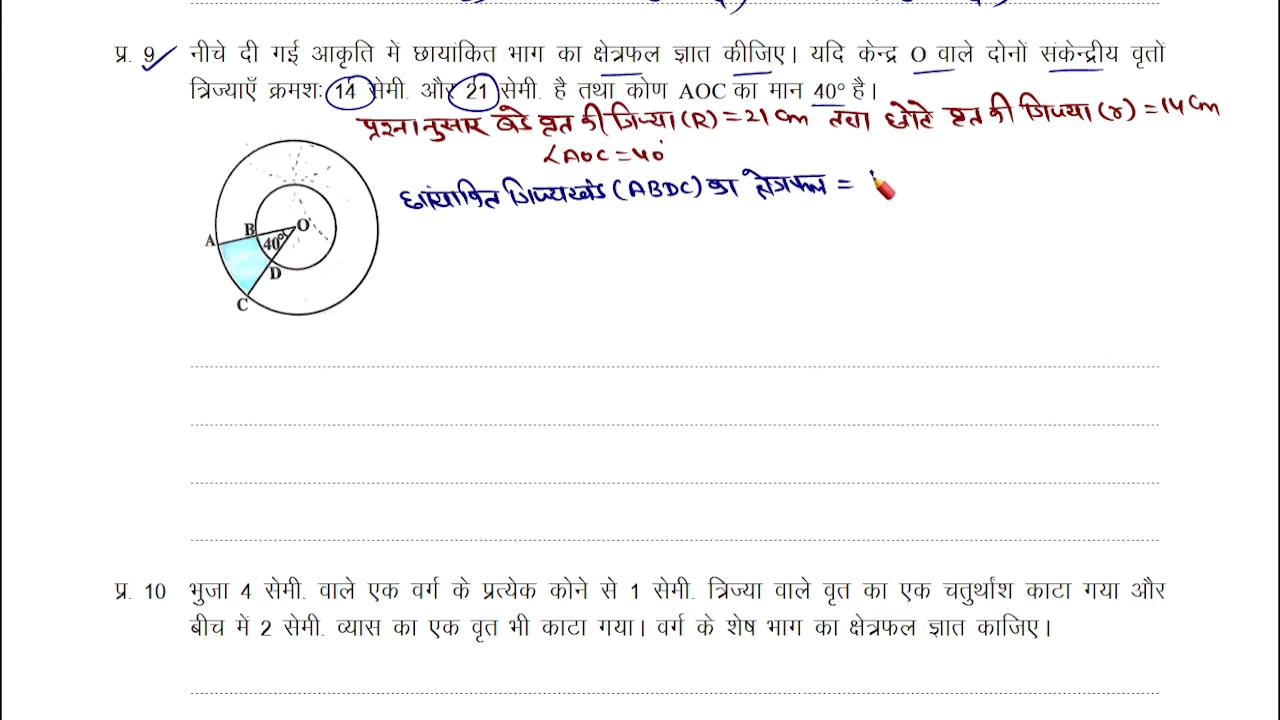 प्र. 9 नीचे दी गई आकृति में छायांकित भाग का क्षेत्रफल ज्ञात कीजिए। यदि केन्द्र O वाले दोनों संकेन्द्रीय वृतों
त्रिज्याएँ क्रमशः 14 सेमी. और 21 सेमी. है तथा कोण AOC का मान 40° है।
प्रश्नानुसार बडे वृत की त्रिज्या (R) = 21 cm तथा छोटे वृत की त्रिज्या (r) = 14 cm
∠AOC = 40°
छायांकित त्रिज्यखंड (ABDC) का क्षेत्रफल =
O
B
A
40°
D
C
प्र. 10 भुजा 4 सेमी. वाले एक वर्ग के प्रत्येक कोने से 1 सेमी. त्रिज्या वाले वृत का एक चतुर्थांश काटा गया और
बीच में 2 सेमी. व्यास का एक वृत भी काटा गया। वर्ग के शेष भाग का क्षेत्रफल ज्ञात काजिए।